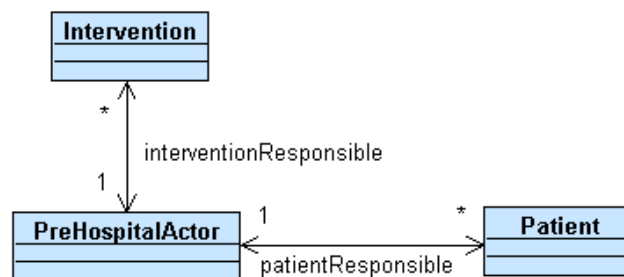 Intervention
*
interventionResponsible
1
PreHospitalActor
1
*
patientResponsible
Patient